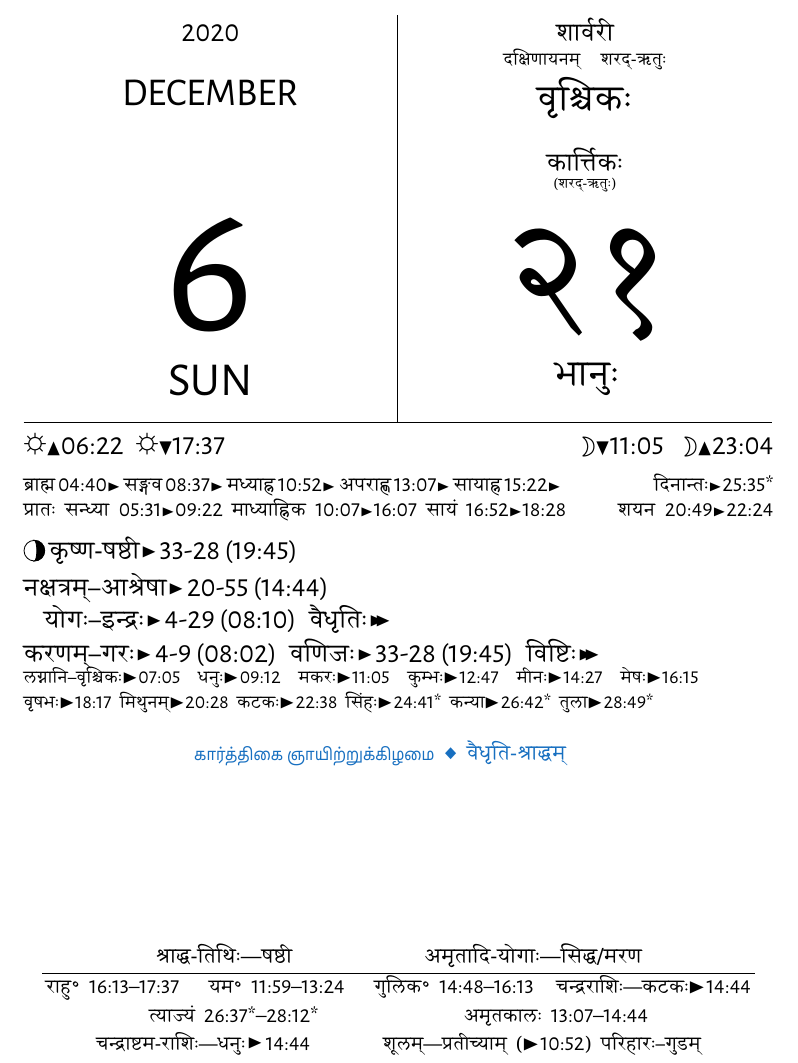 2020
DECEMBER
6
SUN
शार्वरी
दक्षिणायनम् शरद्-ऋतुः
वृश्चिकः
कार्त्तिकः
(शरद्-ऋतुः)
२१
भानुः
☼▲06:22 ☼▼17:37 ☽▼11:05 ☽▲23:04
ब्राह्म 04:40► सङ्गव 08:37► मध्याह्न 10:52► अपराह्ण 13:07► सायाह्न 15:22► दिनान्तः►25:35*
प्रातः सन्ध्या 05:31►09:22 माध्याह्निक 10:07►16:07 सायं 16:52►18:28 शयन 20:49►22:24
🌖कृष्ण-षष्ठी►33-28 (19:45)
नक्षत्रम्–आश्रेषा►20-55 (14:44)
योगः–इन्द्रः►4-29 (08:10) वैधृतिः►►
करणम्–गरः►4-9 (08:02) वणिजः►33-28 (19:45) विष्टिः►►
लग्नानि–वृश्चिकः►07:05 धनुः►09:12 मकरः►11:05 कुम्भः►12:47 मीनः►14:27 मेषः►16:15
वृषभः►18:17 मिथुनम्►20:28 कटकः►22:38 सिंहः►24:41* कन्या►26:42* तुला►28:49*
கார்த்திகை ஞாயிற்றுக்கிழமை ◆ वैधृति-श्राद्धम्
श्राद्ध-तिथिः—षष्ठी अमृतादि-योगाः—सिद्ध/मरण
राहु° 16:13–17:37 यम° 11:59–13:24 गुलिक° 14:48–16:13 चन्द्रराशिः—कटकः►14:44
त्याज्यं 26:37*–28:12* अमृतकालः 13:07–14:44
चन्द्राष्टम-राशिः—धनुः►14:44 शूलम्—प्रतीच्याम् (►10:52) परिहारः–गुडम्